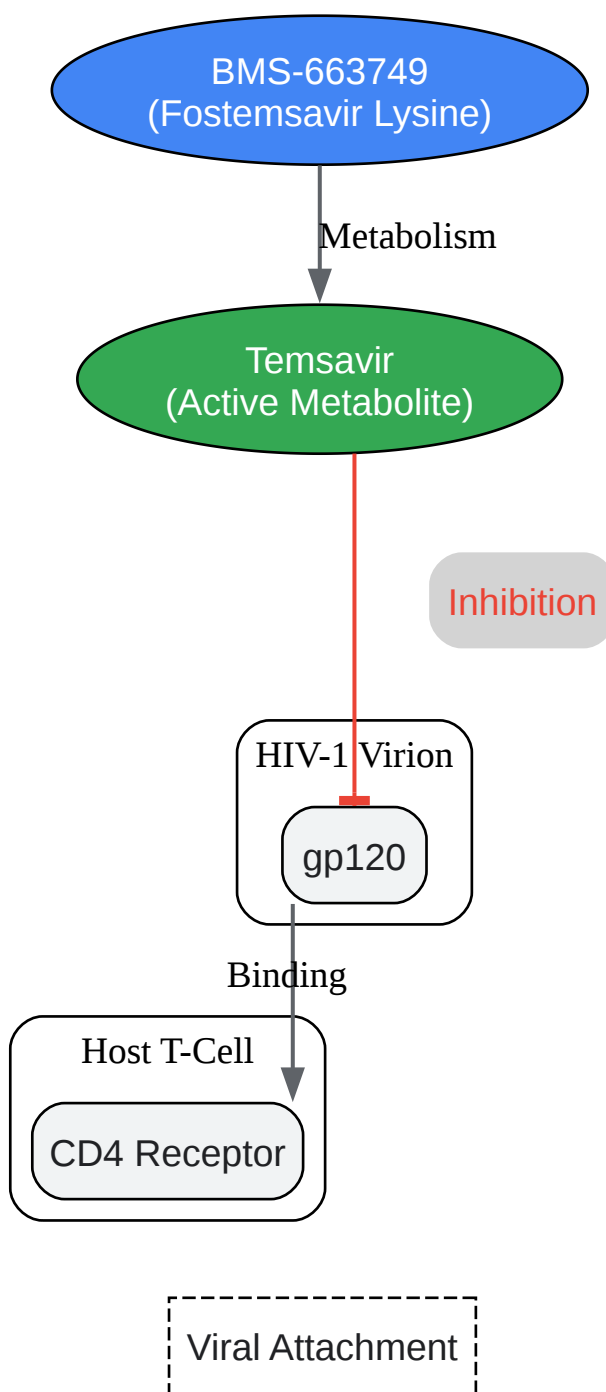 BMS-663749
(Fostemsavir Lysine)
Metabolism
Temsavir
(Active Metabolite)
Inhibition
HIV-1 Virion
gp120
Binding
Host T-Cell
CD4 Receptor
Viral Attachment